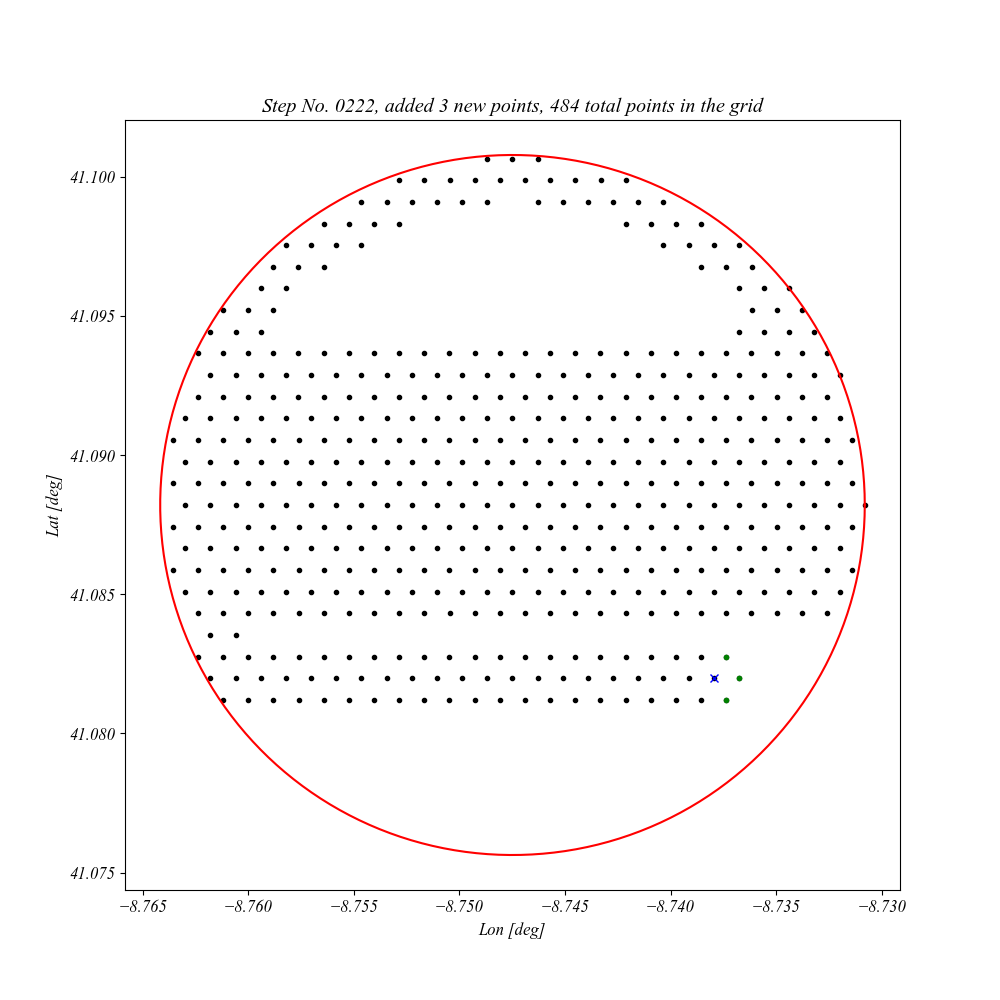 Step No. 0222, added 3 new points, 484 total points in the grid
41.100
41.095
41.090
41.085
41.080
41.075
Lat [deg]
−8.765 −8.760 −8.755 −8.750 −8.745 −8.740 −8.735 −8.730
Lon [deg]